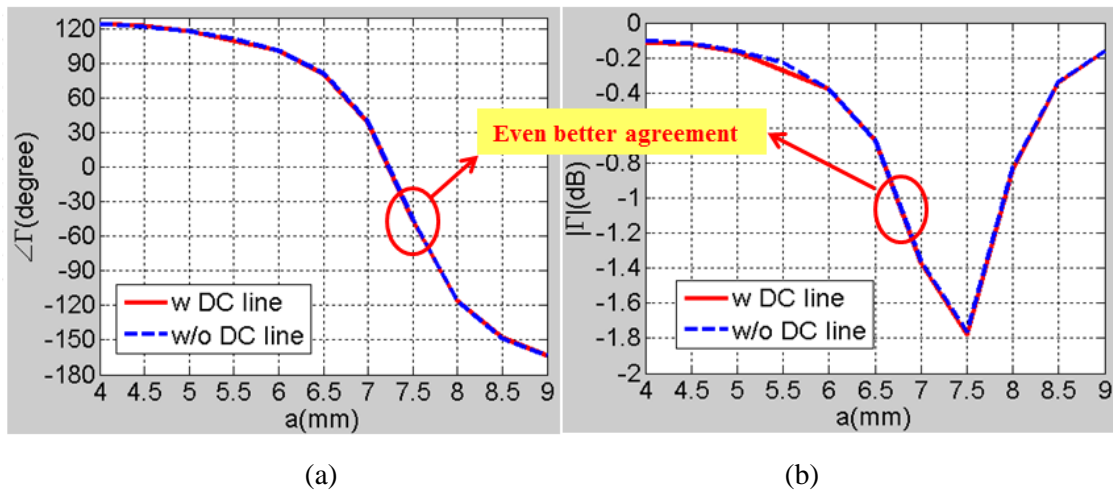 120
90
60
30
0
-30
-60
-90
-120
-150
-180
∠Γ(degree)
w DC line
w/o DC line
4 4.5 5 5.5 6 6.5 7 7.5 8 8.5 9
a(mm)
Even better agreement
0
-0.2
-0.4
-0.8
-1
-1.2
-1.4
-1.6
-1.8
-2
|Γ|(dB)
w DC line
w/o DC line
4 4.5 5 5.5 6 6.5 7 7.5 8 8.5 9
a(mm)
(a) (b)